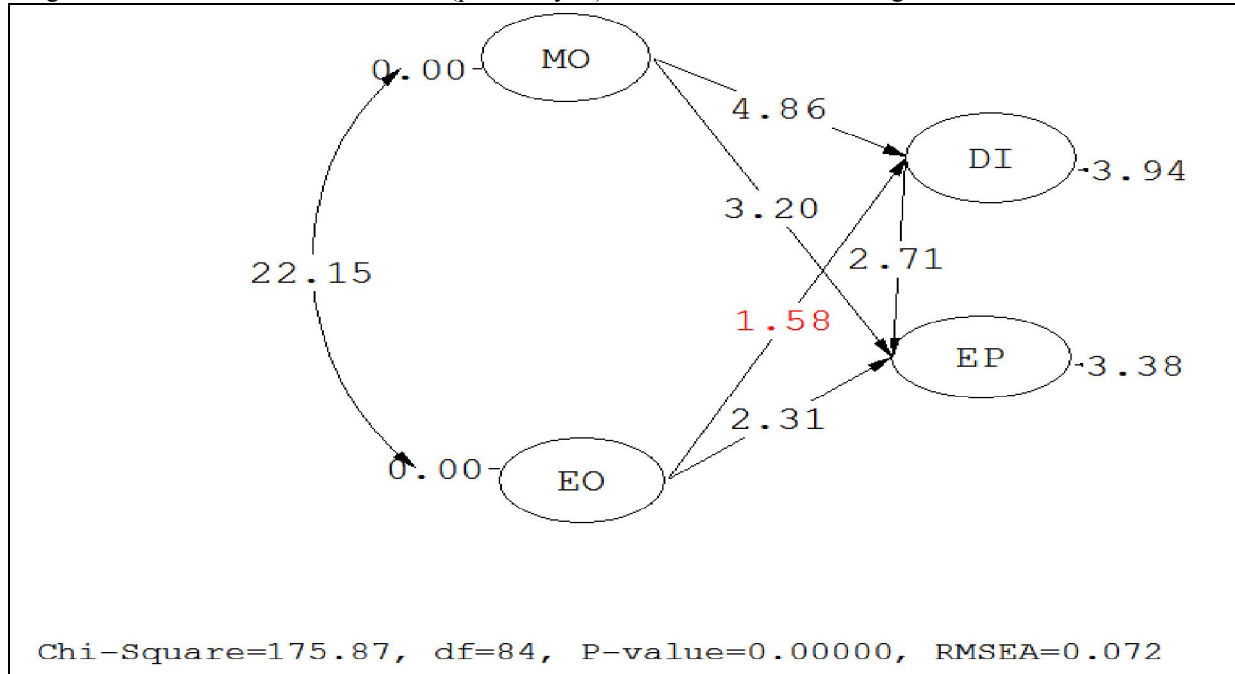 0.00
MO
4.86
DI
3.94
3.20
2.71
22.15
1.58
EP
3.38
2.31
0.00
EO
Chi-Square=175.87, df=84, P-value=0.00000, RMSEA=0.072